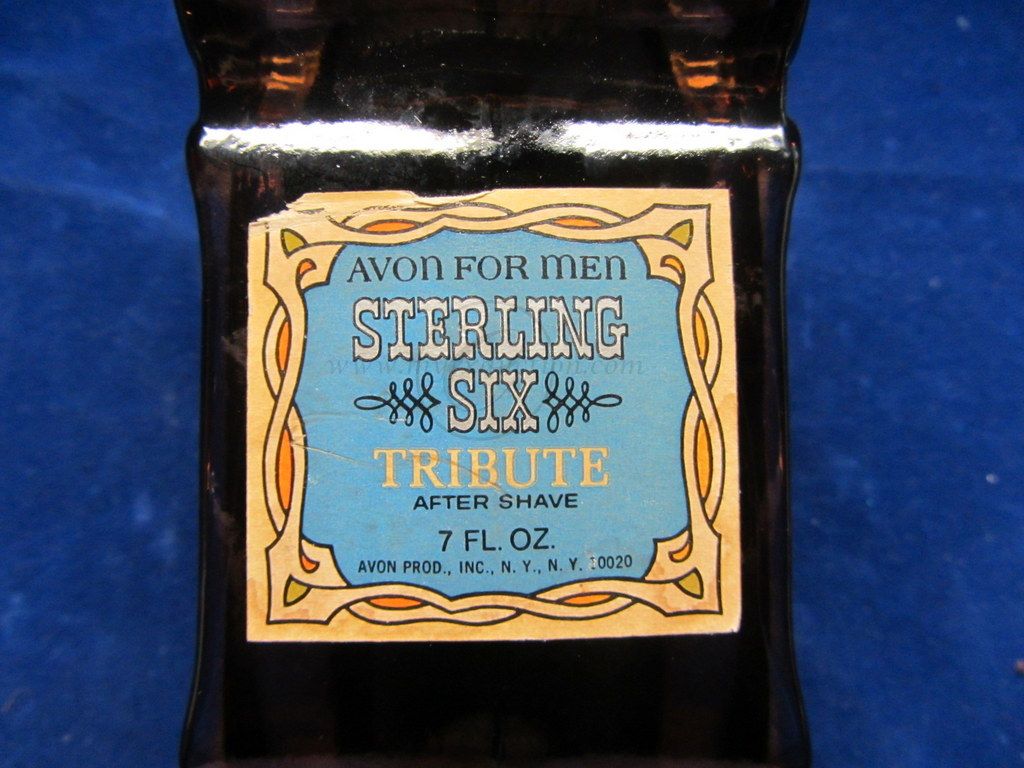 AVON FOR MEN
STERLING
SIX
TRIBUTE
AFTER SHAVE
7 FL. OZ.
AVON PROD., INC., N. Y., N. Y. 10020